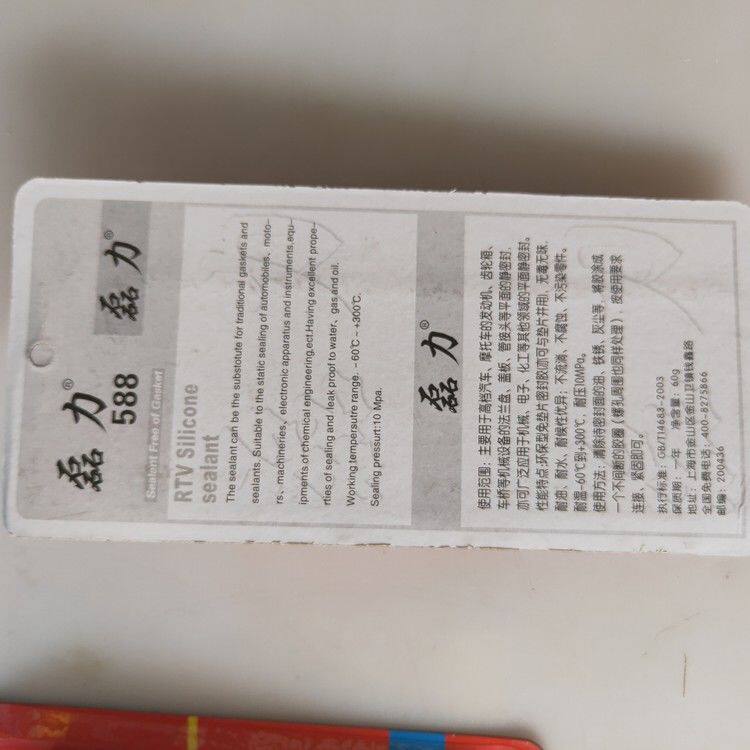 磊力®
磊力®
588
Sealant Free of Gasket
RTV Silicone
sealant
The sealant can be the substotute for traditional gaskets and
sealants. Suitable to the static sealing of automobiles、moto-
rs、machineries、electronic apparatus and instruments,equ-
ipments of chemical engineering,ect.Having excellent prope-
rties of sealing and .leak proof to water、gas,and oil.
Working tempersutre range. -60℃-+300℃.
Sealing pressurt:10 Mpa.
磊力®
使用范围：主要用于高档汽车、摩托车的发动机、齿轮箱、
车桥等机械设备的法兰盘、盖板、管接头等平面的静密封，
亦可广泛应用于机械、电子、化工等其他领域的平面静密封。
性能特点:环保型免垫片密封胶(亦可与垫片并用)，无毒无味、
耐油、耐水、耐候性优异；不流淌、不腐蚀、不污染零件。
耐温-60℃到+300℃，耐压10MPa。
使用方法：清除待密封面的油、铁锈、灰尘等，将胶涂成
一个不间断的胶圈（螺孔周围也同样处理），按使用要求
连接、紧固即可。
执行标准：GB/T14683-2003
保质期：一年 净含量：60g
地址：上海市金山区金山卫镇钱鑫路
全国免费电话：400-8275866
邮编：200436